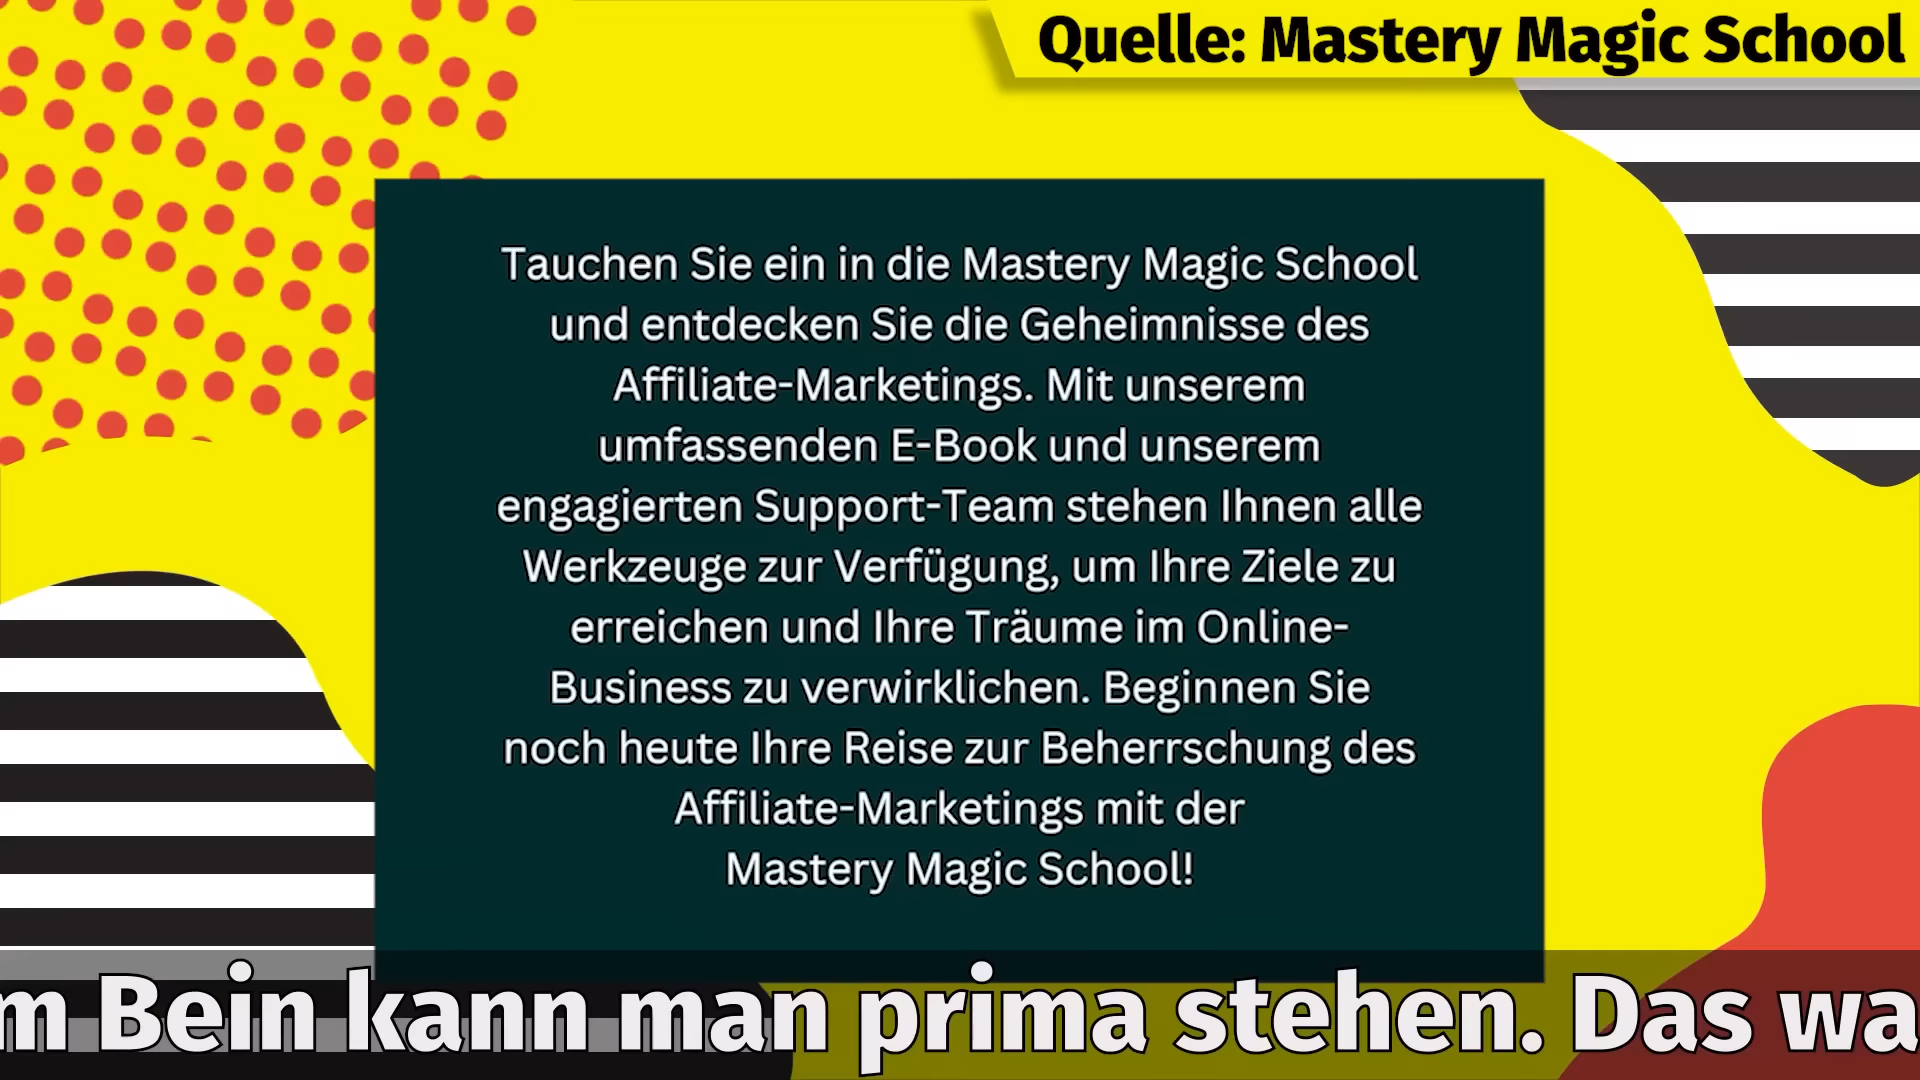 Quelle: Mastery Magic School
Tauchen Sie ein in die Mastery Magic School
und entdecken Sie die Geheimnisse des
Affiliate-Marketings. Mit unserem
umfassenden E-Book und unserem
engagierten Support-Team stehen Ihnen alle
Werkzeuge zur Verfügung, um Ihre Ziele zu
erreichen und Ihre Träume im Online-
Business zu verwirklichen. Beginnen Sie
noch heute Ihre Reise zur Beherrschung des
Affiliate-Marketings mit der
Mastery Magic School!
m Bein kann man prima stehen. Das wa